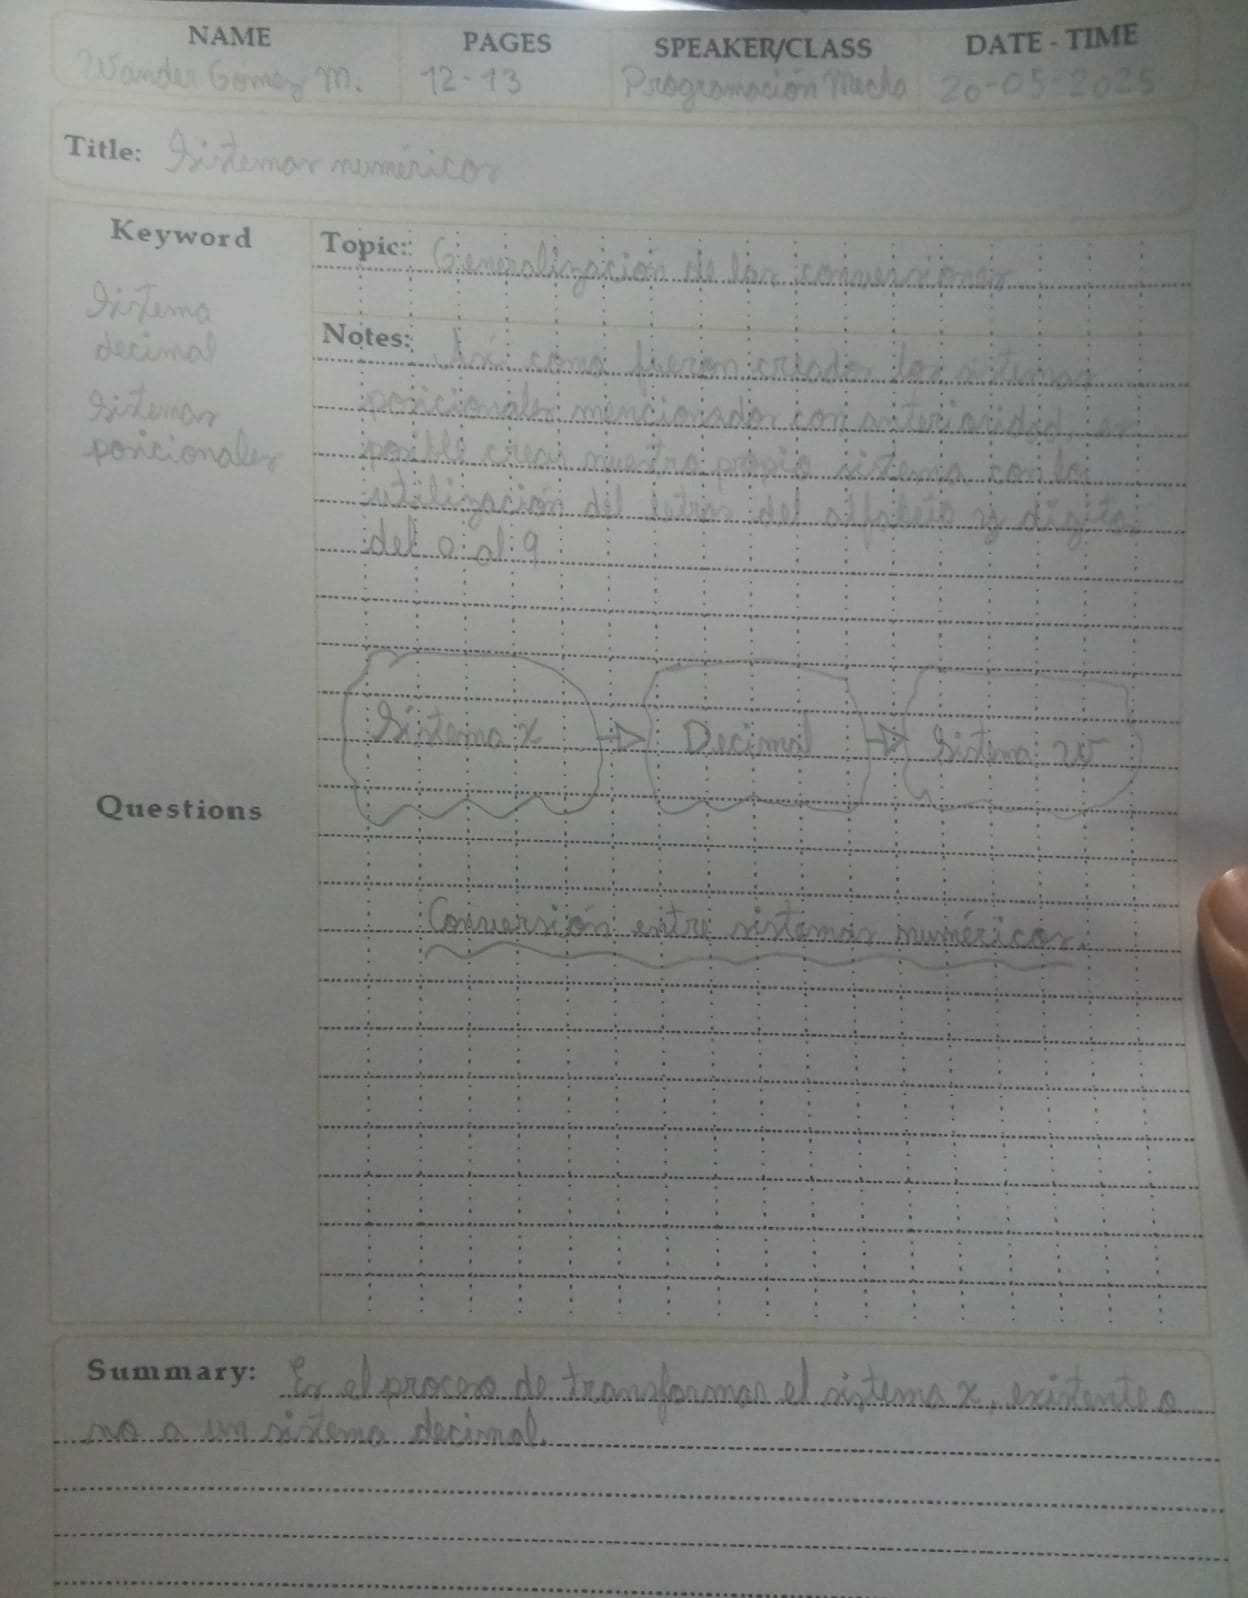 NAME PAGES SPEAKER/CLASS DATE - TIME
Wander Gomez M. 12-13 Programación Mecha 20-05-2025
Title: Sistemas numéricos
Keyword
Sistema
decimal
Sistemas
posicionales
Topic: Generalización de las conversiones
Notes: Así como fueron creados los sistemas
posicionales mencionados con anterioridad, es
posible crear nuestro propio sistema con la
utilización del letras del alfabeto y dígitos
del 0 al 9
Sistema x Decimal Sistema w
Questions
Conversión entre sistemas numéricos.
Summary: Es el proceso de transformar el sistema x, existente o
no a un sistema decimal.